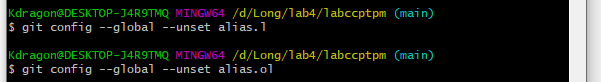 Kdragon@DESKTOP-J4R9TMQ MINGW64 /d/Long/lab4/labccptpm (main)
$ git config --global --unset alias.l
Kdragon@DESKTOP-J4R9TMQ MINGW64 /d/Long/lab4/labccptpm (main)
$ git config --global --unset alias.ol